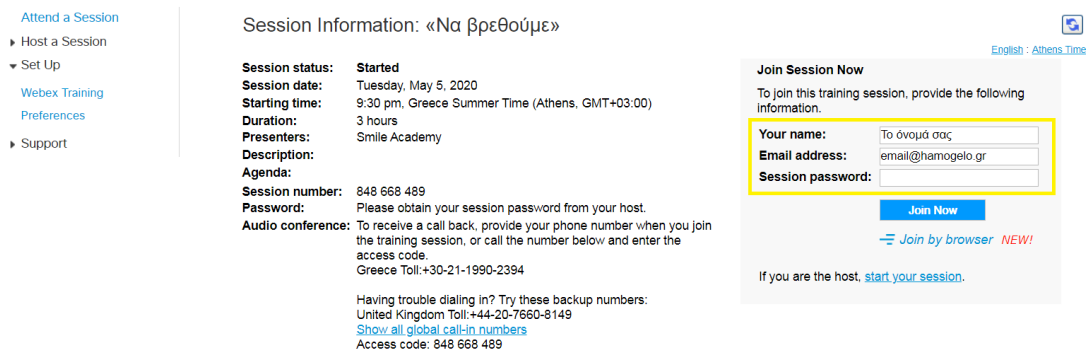 Attend a Session
Host a Session
Set Up
Webex Training
Preferences
Support
Session Information: «Να βρεθούμε»
English : Athens Time
Session status: Started
Session date: Tuesday, May 5, 2020
Starting time: 9:30 pm, Greece Summer Time (Athens, GMT+03:00)
Duration: 3 hours
Presenters: Smile Academy
Description:
Agenda:
Session number: 848 668 489
Password: Please obtain your session password from your host.
Audio conference: To receive a call back, provide your phone number when you join
the training session, or call the number below and enter the
access code.
Greece Toll:+30-21-1990-2394
Having trouble dialing in? Try these backup numbers:
United Kingdom Toll:+44-20-7660-8149
Show all global call-in numbers
Access code: 848 668 489
Join Session Now
To join this training session, provide the following
information.
Your name: Το όνομά σας
Email address: email@hamogelo.gr
Session password:
Join Now
Join by browser NEW!
If you are the host, start your session.